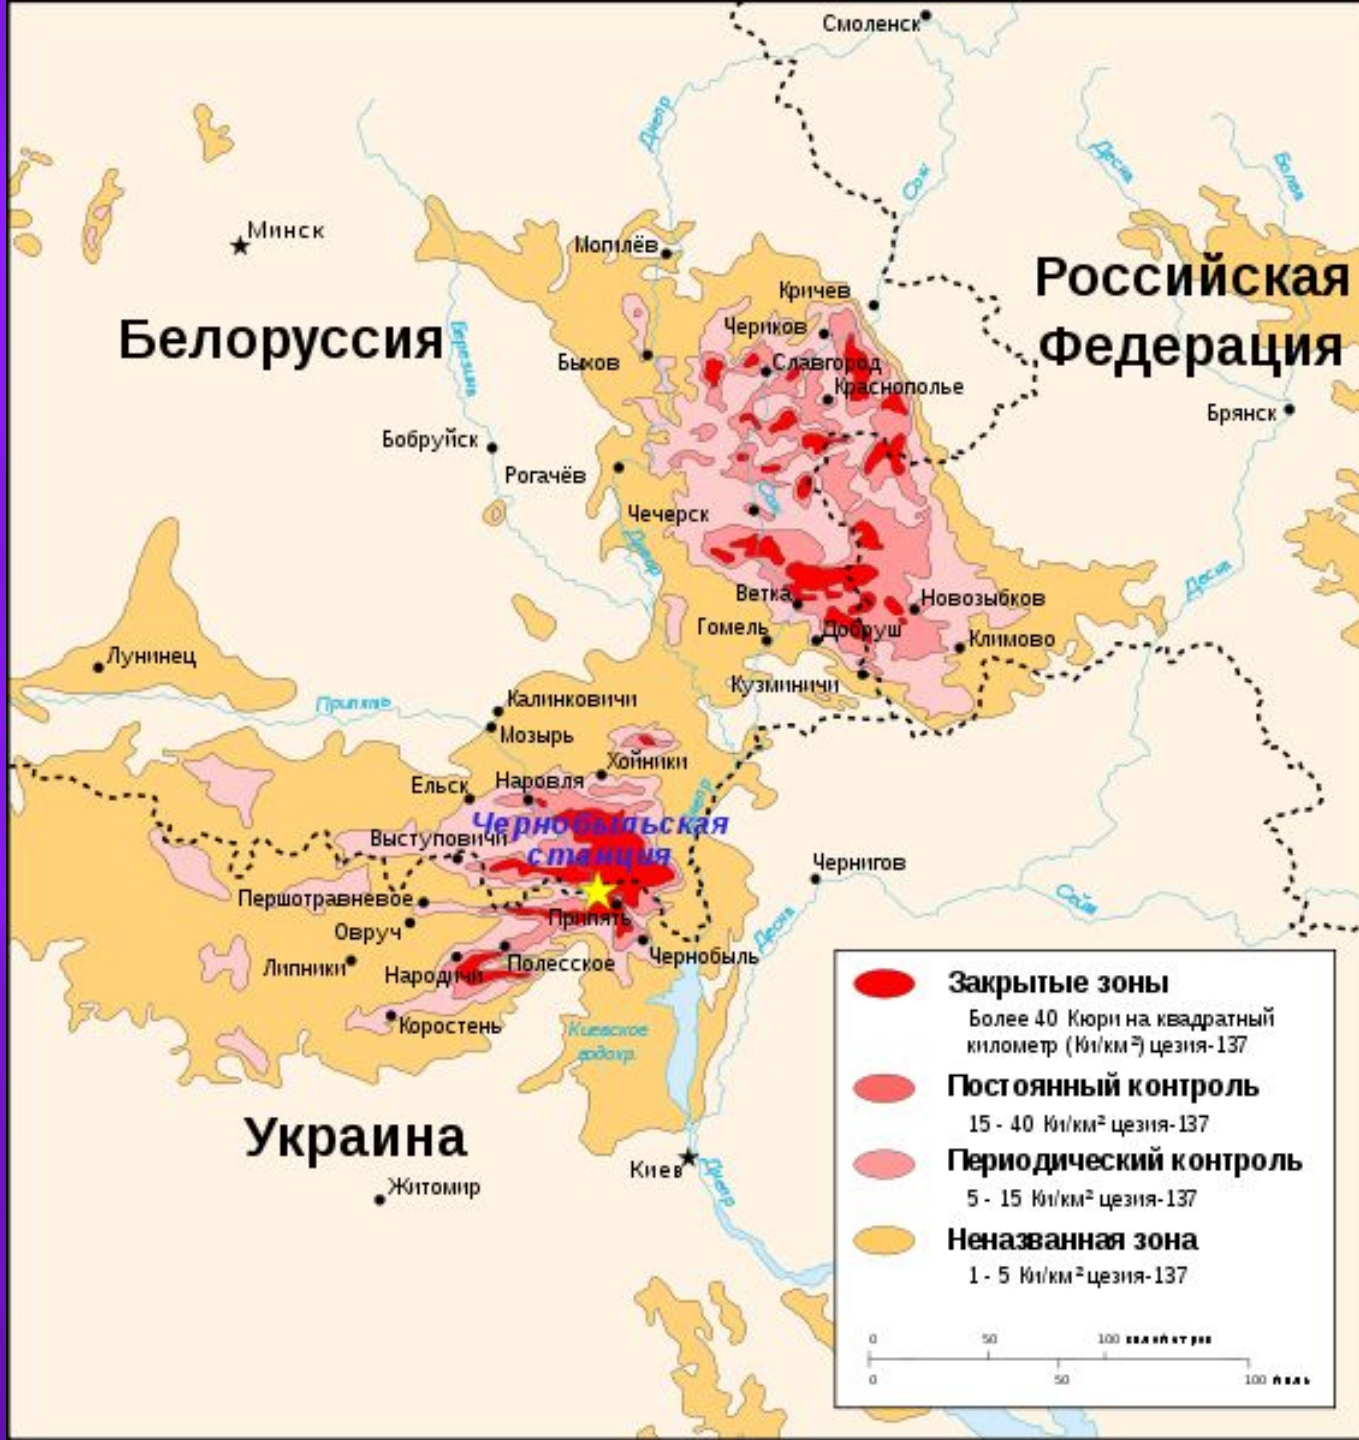 Смоленск
Днепр
Сож
Десна
Болва
Минск
Могилёв
Российская
Федерация
Кричев
Белоруссия
Чериков
Березина
Быхов
Славгород
Краснополье
Брянск
Бобруйск
Рогачёв
Сож
Чечерск
Днепр
Десна
Ветка
Новозыбков
Гомель
Добруш
Климово
Лунинец
Кузминичи
Припять
Калинковичи
Мозырь
Хойники
Ельск
Наровля
Днепр
Чернобыльская
станция
Выступовичи
Чернигов
Першотравневое
Припять
Сейм
Овруч
Десна
Липники
Народичи
Полесское
Чернобыль
Коростень
Киевское
водохр.
Украина
Киев
Днепр
Житомир
Закрытые зоны
Более 40 Кюри на квадратный
километр (Ки/км²) цезия-137
Постоянный контроль
15 - 40 Ки/км² цезия-137
Периодический контроль
5 - 15 Ки/км² цезия-137
Неназванная зона
1 - 5 Ки/км² цезия-137
0 50 100 километров
0 50 100 миль